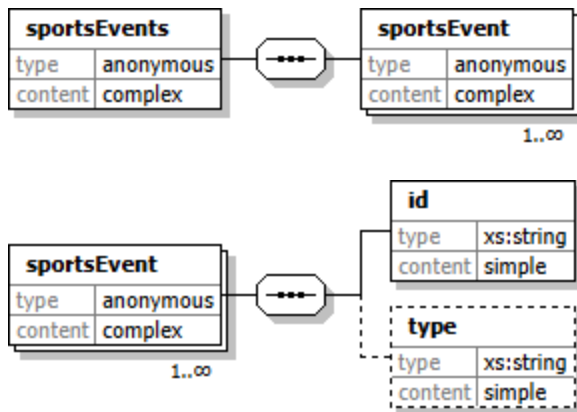 sportsEvents
type anonymous
content complex
sportsEvent
type anonymous
content complex
1..∞
sportsEvent
type anonymous
content complex
1..∞
id
type xs:string
content simple
type
type xs:string
content simple